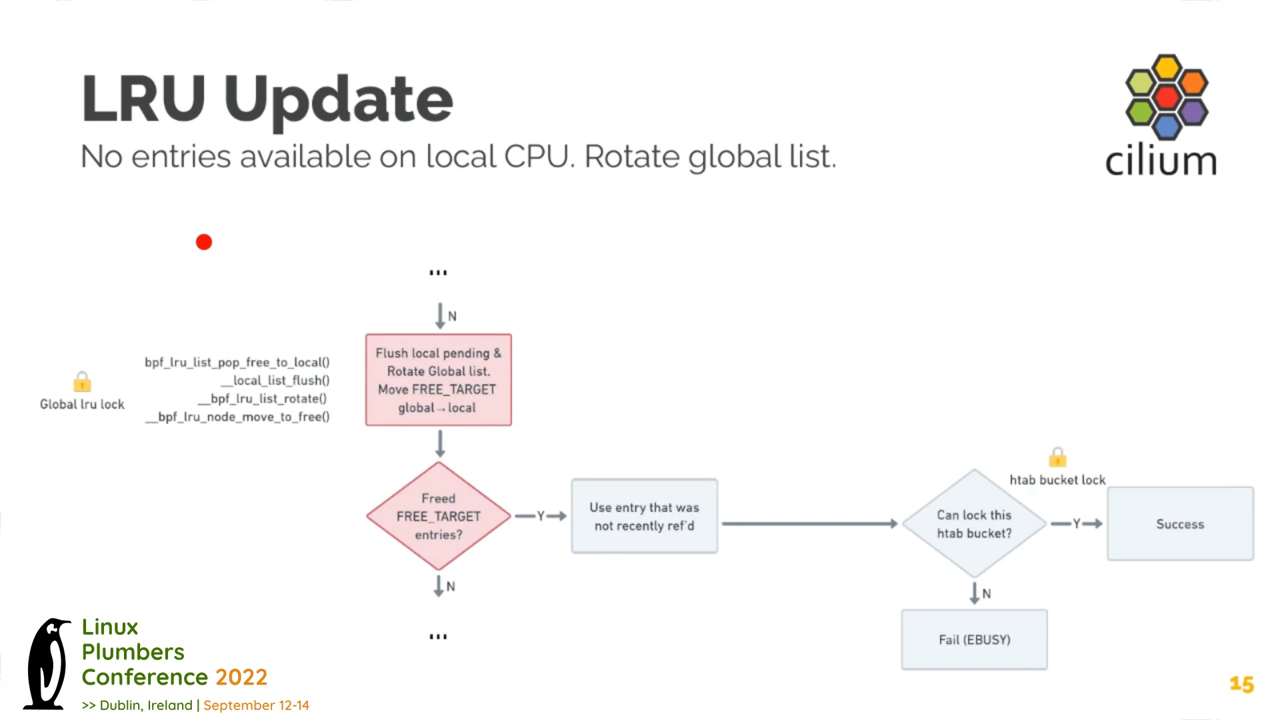 LRU Update
No entries available on local CPU. Rotate global list.
cilium
...
N
Flush local pending &
Rotate Global list.
Move FREE_TARGET
global→local
bpf_lru_list_pop_free_to_local()
__local_list_flush()
__bpf_lru_list_rotate()
__bpf_lru_node_move_to_free()
Global lru lock
Freed
FREE_TARGET
entries?
Y
Use entry that was
not recently ref'd
Can lock this
htab bucket?
htab bucket lock
Y
Success
N
...
N
Fail (EBUSY)
Linux
Plumbers
Conference 2022
>> Dublin, Ireland | September 12-14
15